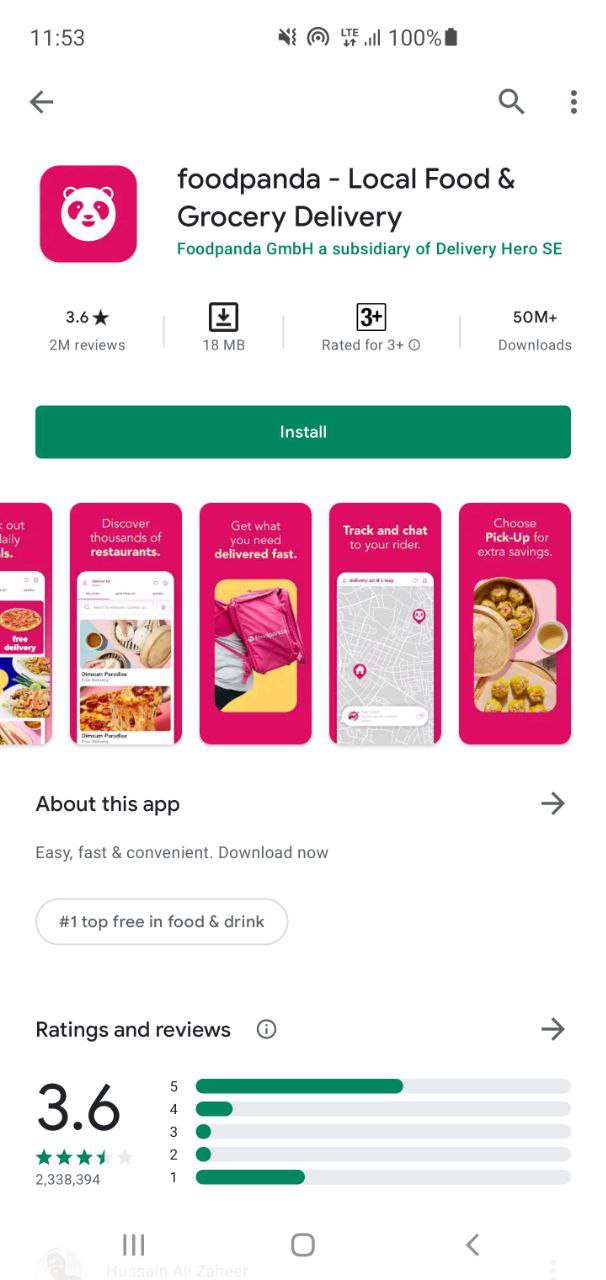 11:53
LTE
100%
foodpanda - Local Food &
Grocery Delivery
Foodpanda GmbH a subsidiary of Delivery Hero SE
3.6★
2M reviews
18 MB
3+
Rated for 3+
50M+
Downloads
Install
out
ls.
free
delivery
Discover
thousands of
restaurants.
Dimsum Paradise
Free Delivery
Dimsum Paradise
Free Delivery
Get what
you need
delivered fast.
foodpanda
Track and chat
to your rider.
Choose
Pick-Up for
extra savings.
About this app
Easy, fast & convenient. Download now
#1 top free in food & drink
Ratings and reviews
3.6
2,338,394
5
4
3
2
1
Hussain Ali Zaheer